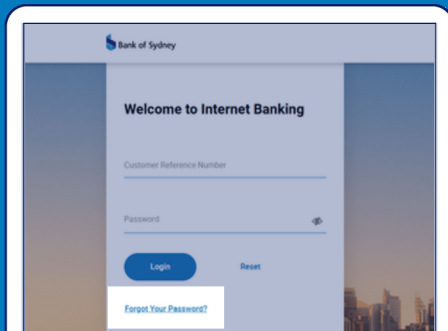 Bank of Sydney
Welcome to Internet Banking
Customer Reference Number
Password
Login Reset
Forgot Your Password?